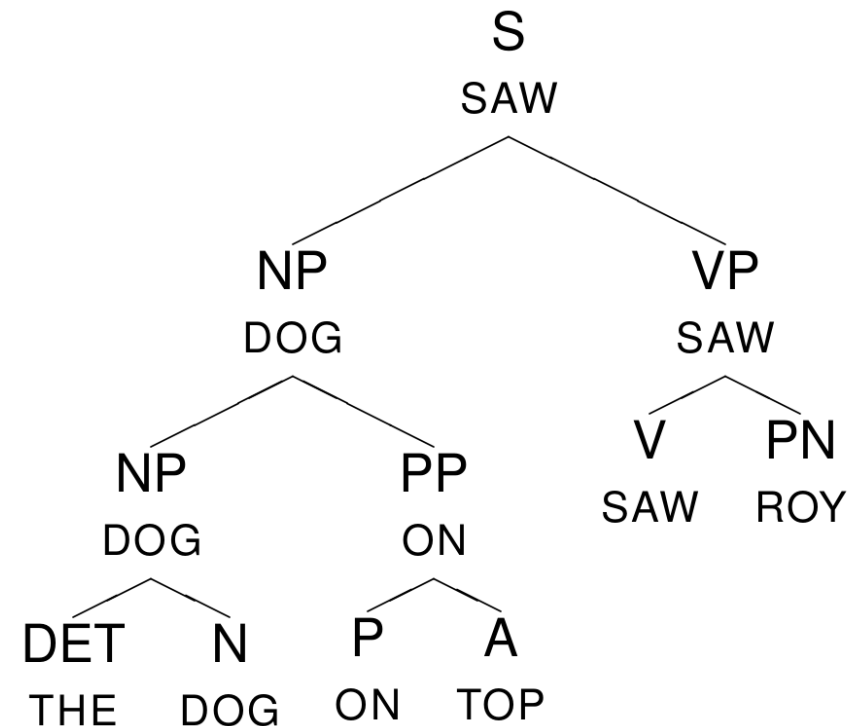 S
SAW
NP VP
DOG SAW
NP PP V PN
DOG ON SAW ROY
DET N P A
THE DOG ON TOP